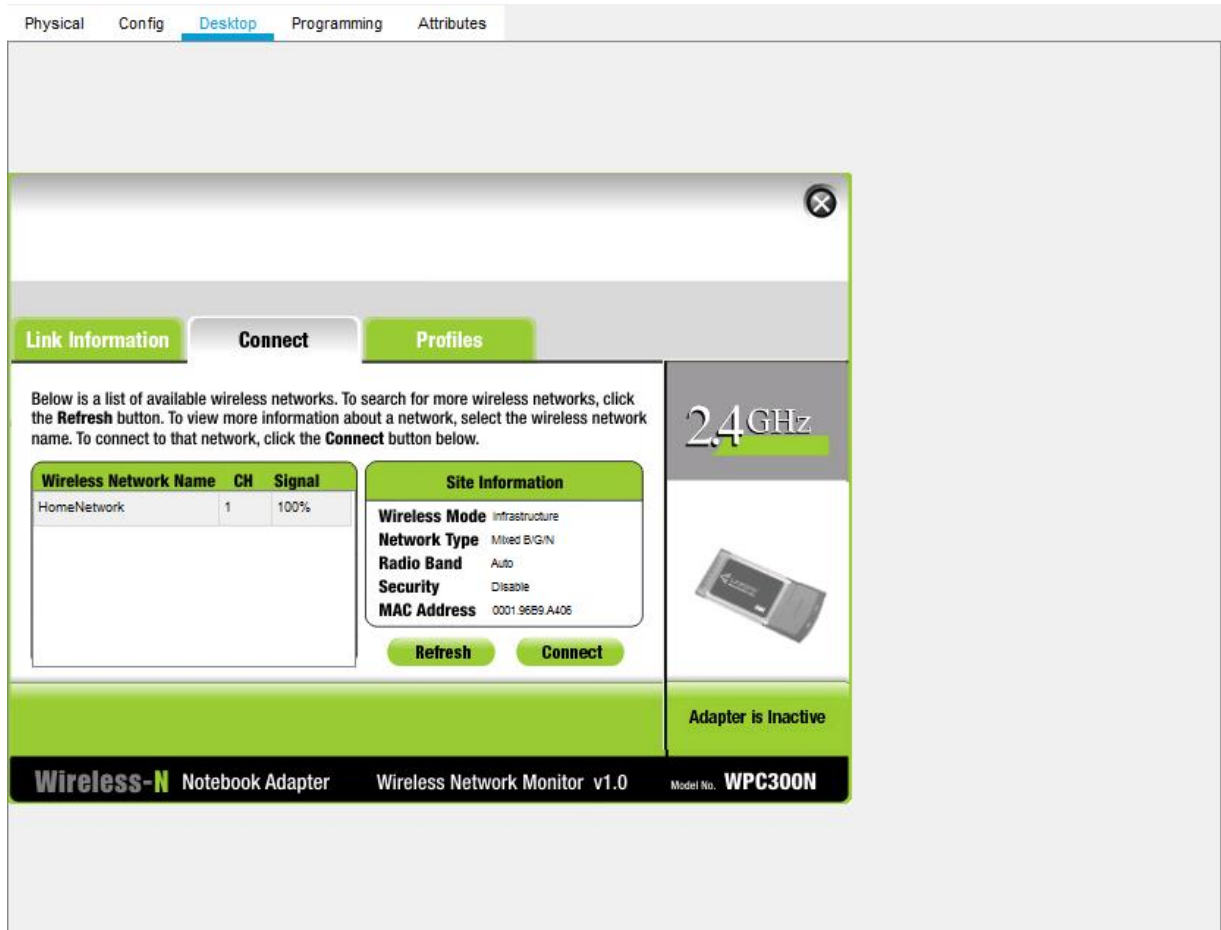 Physical Config Desktop Programming Attributes
Link Information Connect Profiles
Below is a list of available wireless networks. To search for more wireless networks, click
the Refresh button. To view more information about a network, select the wireless network
name. To connect to that network, click the Connect button below.
2.4GHz
Wireless Network Name CH Signal
HomeNetwork 1 100%
Site Information
Wireless Mode Infrastructure
Network Type Mixed B/G/N
Radio Band Auto
Security Disable
MAC Address 0001.96B9.A406
Refresh Connect
Adapter is Inactive
Wireless-N Notebook Adapter Wireless Network Monitor v1.0 Model No. WPC300N